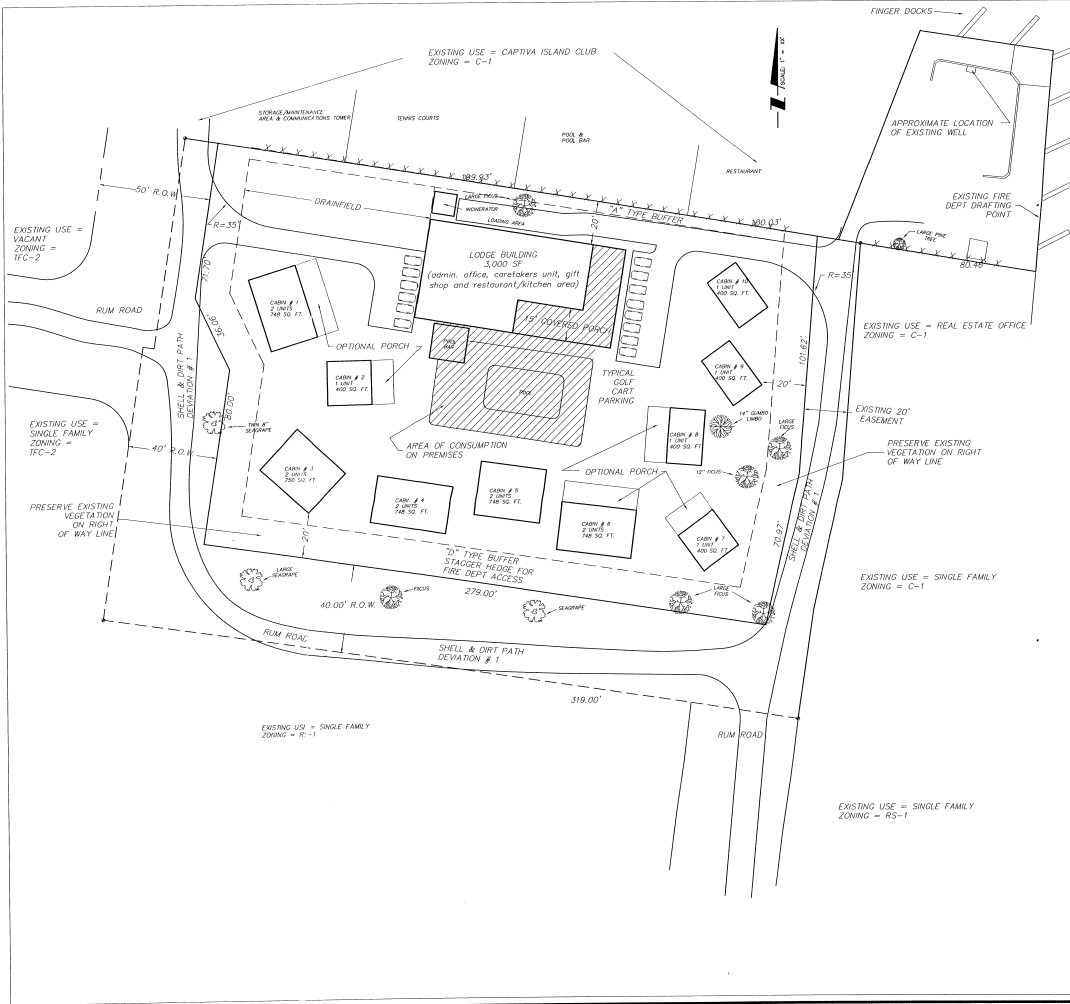 FINGER DOCKS
EXISTING USE = CAPTIVA ISLAND CLUB
ZONING = C-1
SCALE: 1" = XX'
STORAGE/MAINTENANCE
AREA & COMMUNICATIONS TOWER
TENNIS COURTS
POOL &
POOL BAR
RESTAURANT
APPROXIMATE LOCATION
OF EXISTING WELL
EXISTING FIRE
DEPT DRAFTING
POINT
50' R.O.W.
R=35'
DRAINFIELD
LARGE FICUS
INCINERATOR
LOADING AREA
20'
"A" TYPE BUFFER
LARGE PINE
TREE
80.46'
EXISTING USE =
VACANT
ZONING =
TFC-2
LODGE BUILDING
3,000 SF
(admin. office, caretakers unit, gift
shop and restaurant/kitchen area)
71.70'
R=35
CABIN # 1
2 UNITS
748 SQ. FT.
CABIN # 10
1 UNIT
400 SQ. FT.
RUM ROAD
36.06'
15' COVERED PORCH
EXISTING USE = REAL ESTATE OFFICE
ZONING = C-1
OPTIONAL PORCH
POOL
BAR
101.62'
SHELL & DIRT PATH
DEVIATION # 1
CABIN # 2
1 UNIT
400 SQ. FT.
POOL
TYPICAL
GOLF
CART
PARKING
CABIN # 9
1 UNIT
400 SQ. FT.
20'
80.00'
EXISTING USE =
SINGLE FAMILY
ZONING =
TFC-2
TWIN 8"
SEAGRAPE
14" GUMBO
LIMBO
LARGE
FICUS
EXISTING 20'
EASEMENT
40' R.O.W.
AREA OF CONSUMPTION
ON PREMISES
CABIN # 8
1 UNIT
400 SQ. FT.
PRESERVE EXISTING
VEGETATION ON RIGHT
OF WAY LINE
CABIN # 3
2 UNITS
750 SQ. FT.
OPTIONAL PORCH
12" FICUS
CABIN # 4
2 UNITS
748 SQ. FT.
CABIN # 5
2 UNITS
748 SQ. FT.
PRESERVE EXISTING
VEGETATION
ON RIGHT
OF WAY LINE
CABIN # 6
2 UNITS
748 SQ. FT.
CABIN # 7
1 UNIT
400 SQ. FT.
70.97'
SHELL & DIRT PATH
DEVIATION # 1
20'
"D" TYPE BUFFER
STAGGER HEDGE FOR
FIRE DEPT ACCESS
LARGE
SEAGRAPE
FICUS
279.00'
LARGE
FICUS
EXISTING USE = SINGLE FAMILY
ZONING = C-1
40.00' R.O.W.
SEAGRAPE
RUM ROAD
SHELL & DIRT PATH
DEVIATION # 1
319.00'
EXISTING USE = SINGLE FAMILY
RUM ROAD
EXISTING USE = SINGLE FAMILY
ZONING = RS-1